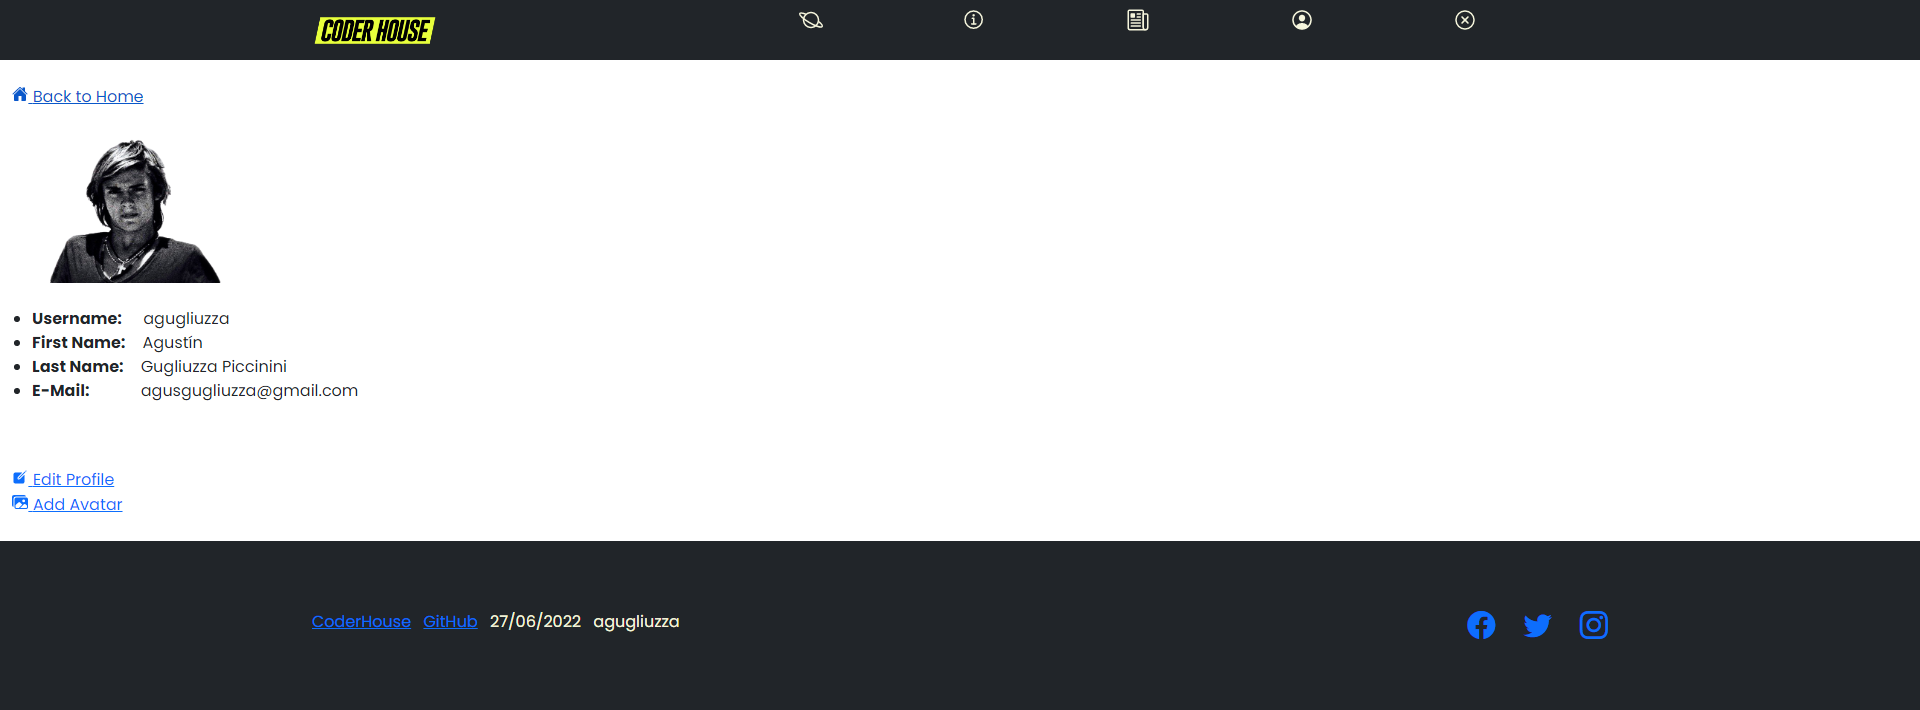 CODER HOUSE
Back to Home
Username: agugliuzza
First Name: Agustín
Last Name: Gugliuzza Piccinini
E-Mail: agusgugliuzza@gmail.com
Edit Profile
Add Avatar
CoderHouse GitHub 27/06/2022 agugliuzza